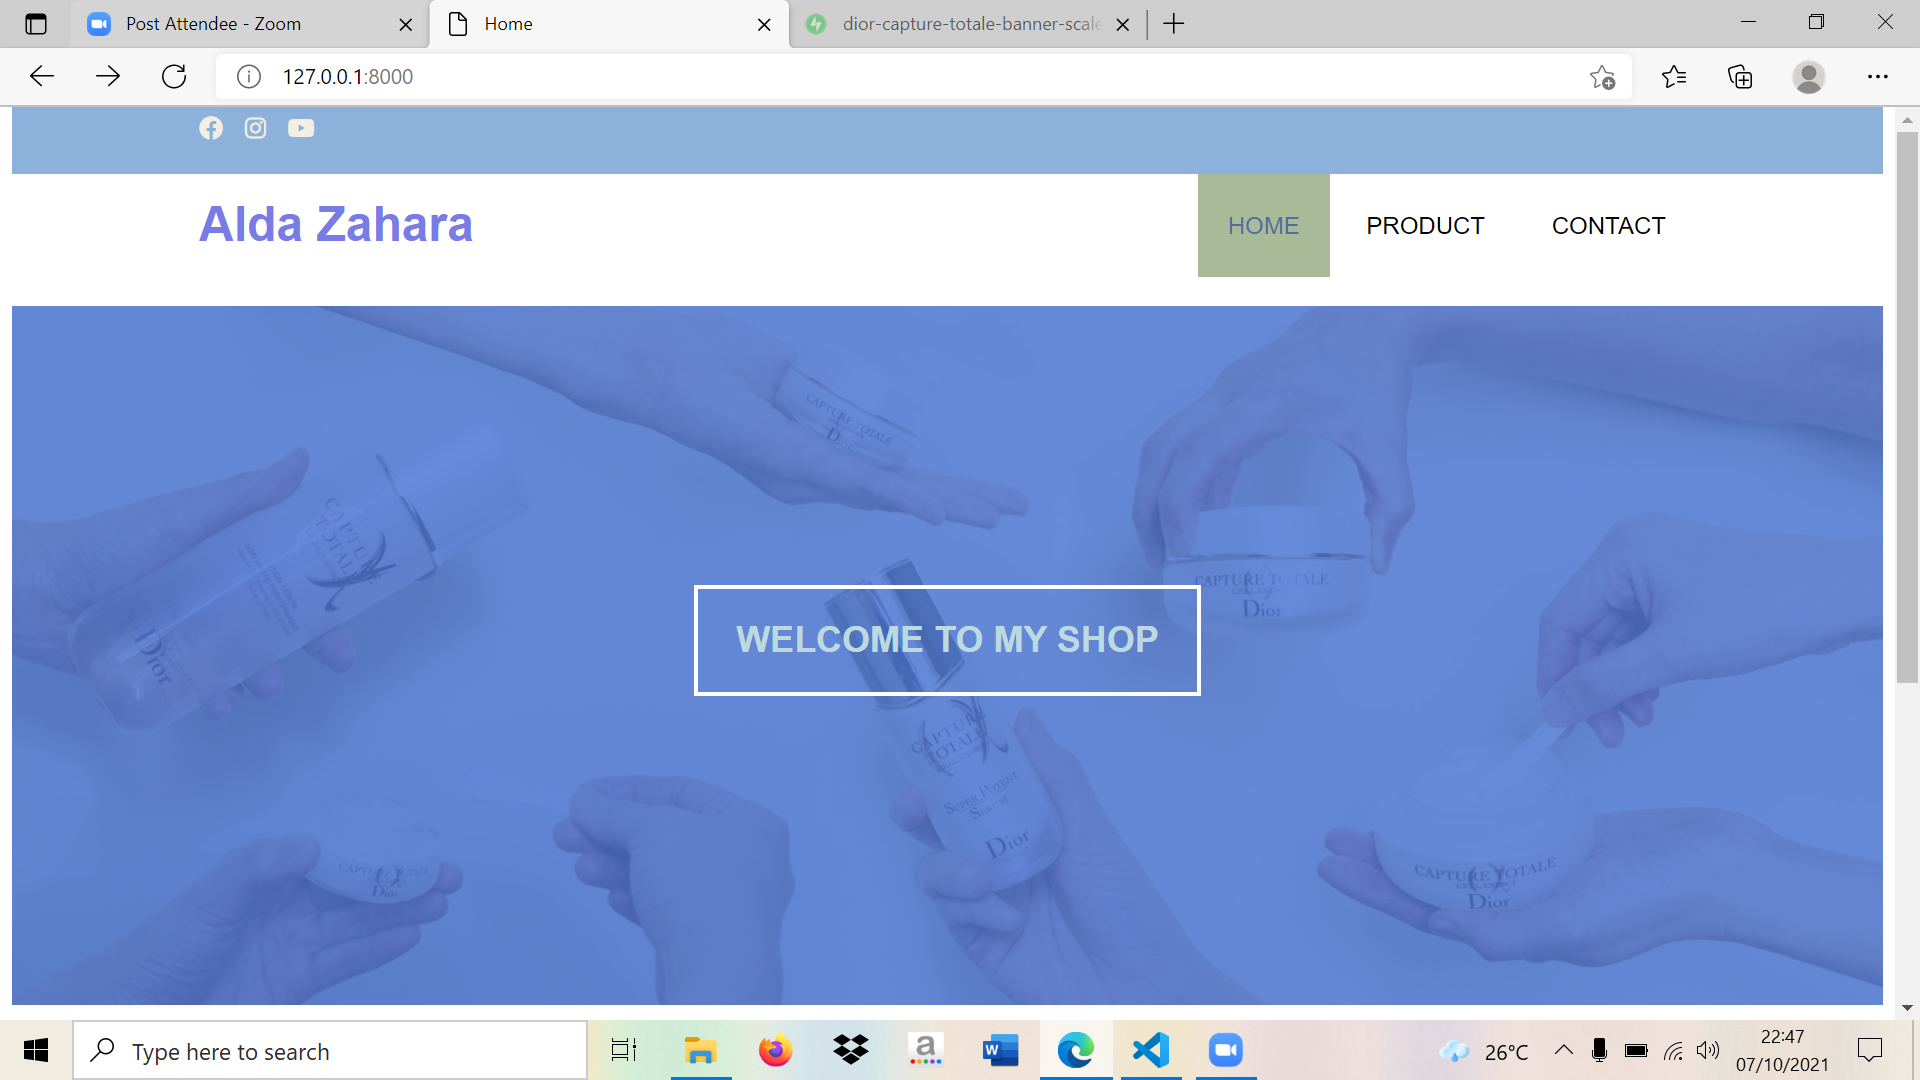 Post Attendee - Zoom
Home
dior-capture-totale-banner-scale
127.0.0.1:8000
Alda Zahara
HOME
PRODUCT
CONTACT
CAPTURE TOTALE
Dior
CAPTURE TOTALE
Dior
CAPTURE TOTALE
Dior
WELCOME TO MY SHOP
CAPTURE
TOTALE
SUPER POTENT
SERUM
Dior
CAPTURE TOTALE
Dior
CAPTURE TOTALE
Dior
Type here to search
26°C
22:47
07/10/2021